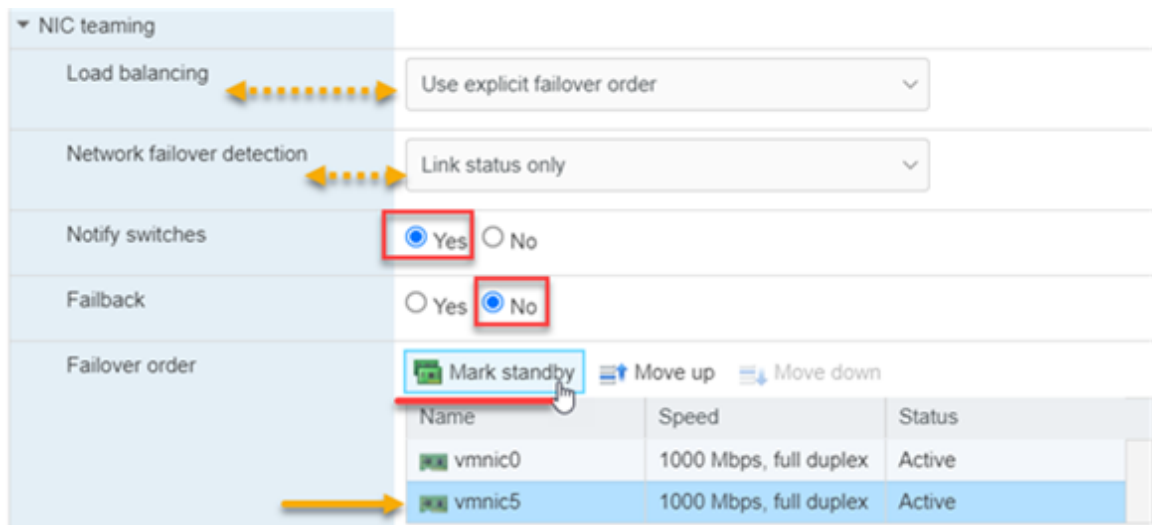 NIC teaming
Load balancing
Use explicit failover order
Network failover detection
Link status only
Notify switches
Yes No
Failback
Yes No
Failover order
Mark standby Move up Move down
Name Speed Status
vmnic0 1000 Mbps, full duplex Active
vmnic5 1000 Mbps, full duplex Active